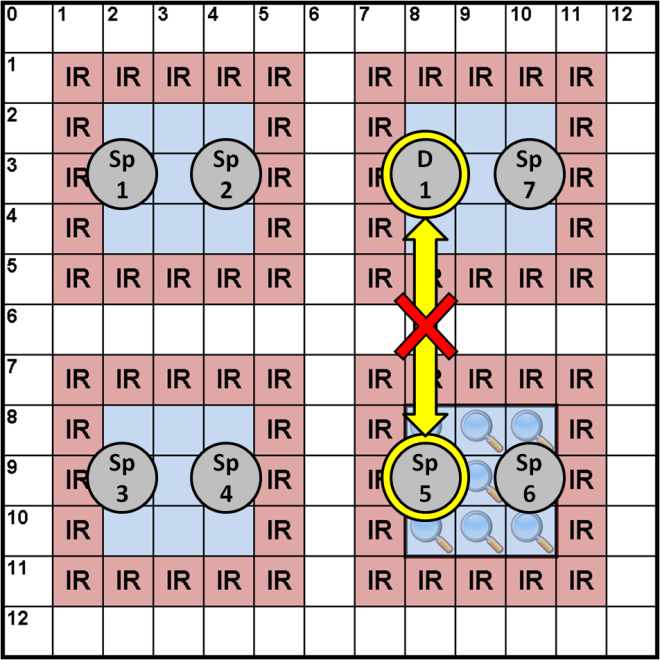 0 1 2 3 4 5 6 7 8 9 10 11 12
1
IR IR IR IR IR IR IR IR IR IR
2
IR IR IR IR
3
Sp Sp D Sp
IR IR IR
1 2 1 7
4
IR IR IR IR
5
IR IR IR IR IR IR IR IR IR
6
7
IR IR IR IR IR IR IR IR IR
8
IR IR IR IR
9
Sp Sp Sp Sp
IR IR IR
3 4 5 6
10
IR IR IR IR
11
IR IR IR IR IR IR IR IR IR IR
12